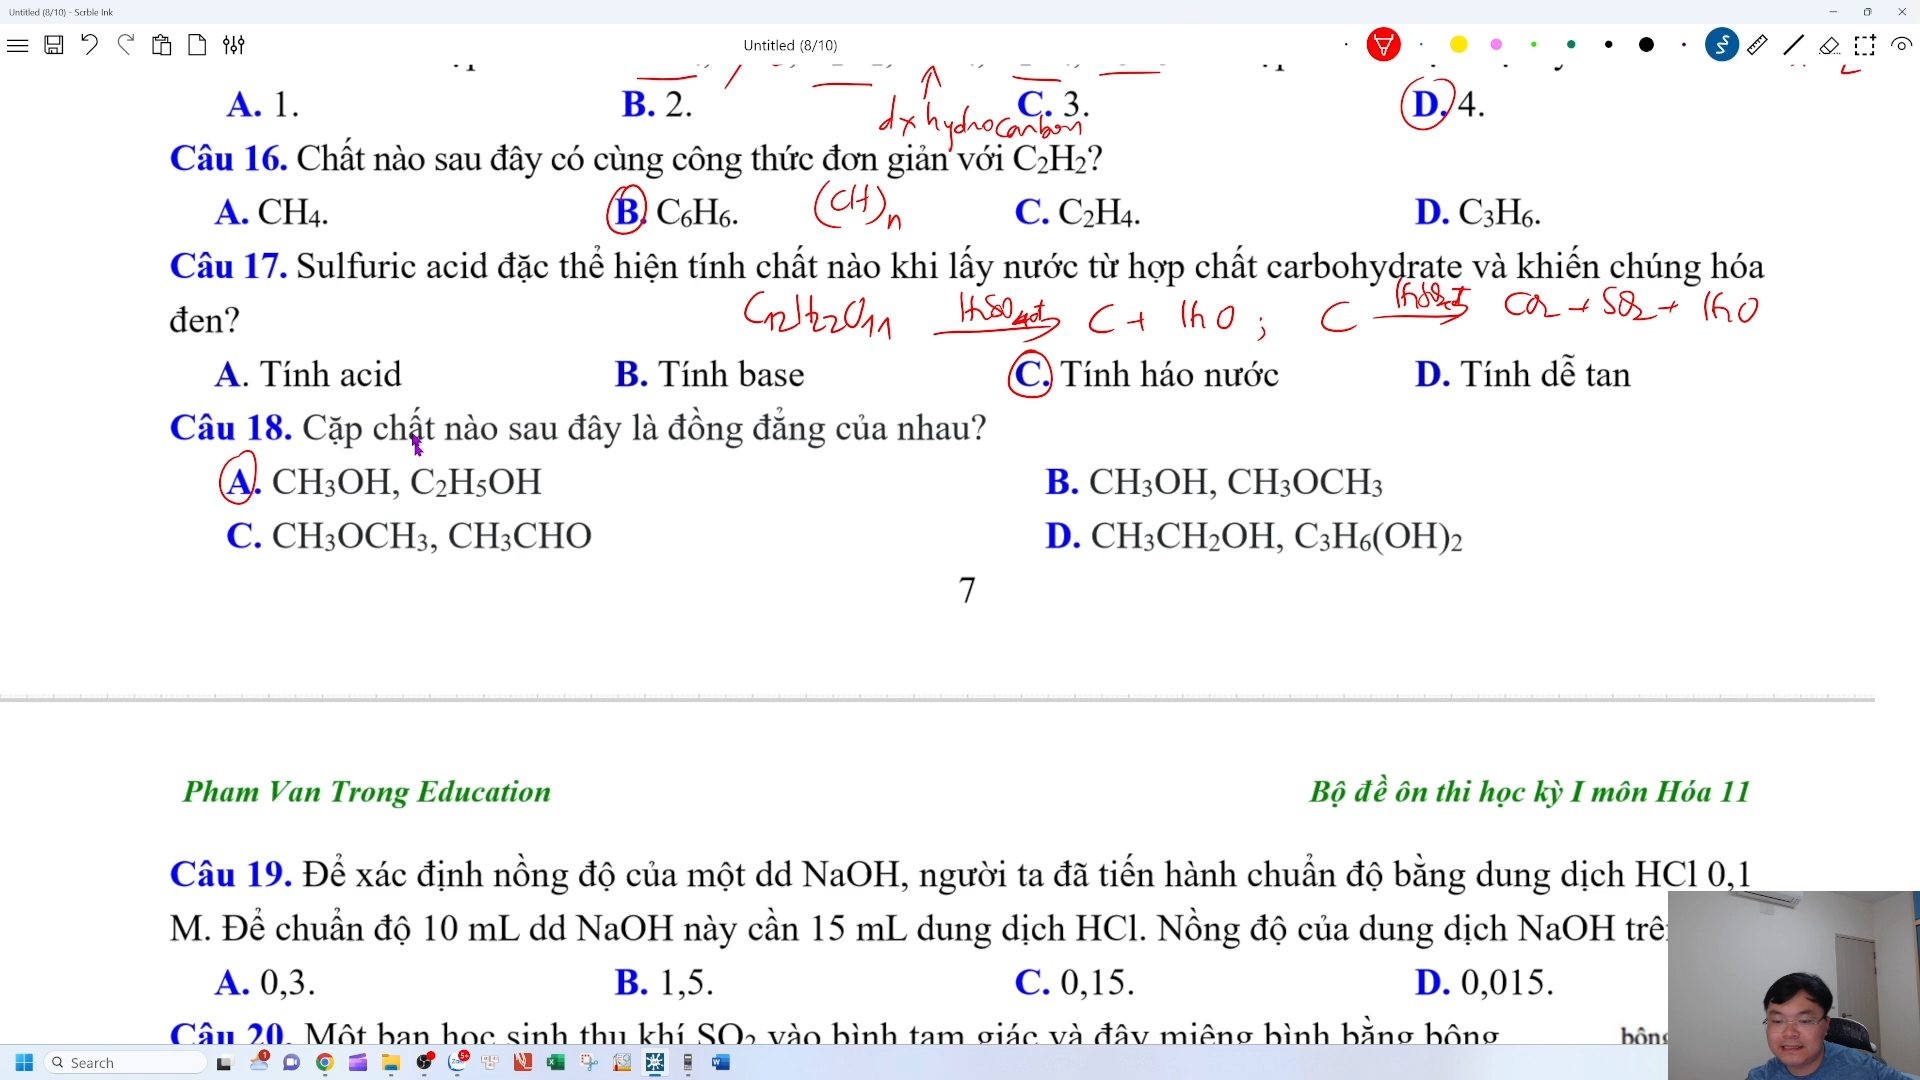 Untitled (8/10) - Scrble Ink
Untitled (8/10)
A. 1. B. 2. C. 3. D. 4.
dx hydrocarbon
Câu 16. Chất nào sau đây có cùng công thức đơn giản với C₂H₂?
A. CH₄. B. C₆H₆. (CH)n C. C₂H₄. D. C₃H₆.
Câu 17. Sulfuric acid đặc thể hiện tính chất nào khi lấy nước từ hợp chất carbohydrate và khiến chúng hóa
đen?
C₁₂H₂₂O₁₁ H₂SO₄đ C + H₂O ; C H₂SO₄đ CO₂ + SO₂ + H₂O
A. Tính acid B. Tính base C. Tính háo nước D. Tính dễ tan
Câu 18. Cặp chất nào sau đây là đồng đẳng của nhau?
A. CH₃OH, C₂H₅OH B. CH₃OH, CH₃OCH₃
C. CH₃OCH₃, CH₃CHO D. CH₃CH₂OH, C₃H₆(OH)₂
7
Pham Van Trong Education Bộ đề ôn thi học kỳ I môn Hóa 11
Câu 19. Để xác định nồng độ của một dd NaOH, người ta đã tiến hành chuẩn độ bằng dung dịch HCl 0,1
M. Để chuẩn độ 10 mL dd NaOH này cần 15 mL dung dịch HCl. Nồng độ của dung dịch NaOH
A. 0,3. B. 1,5. C. 0,15. D. 0,015.
Câu 20. Một bạn học sinh thu khí SO₂ vào bình tam giác và đậy miệng bình bằng bông
bông
Search